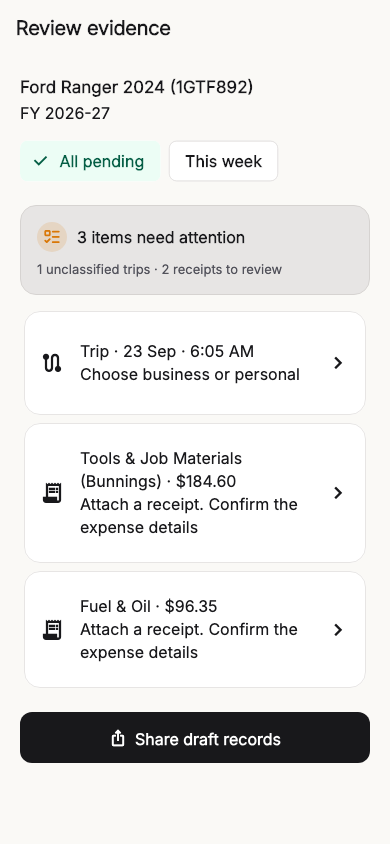 Review evidence
Ford Ranger 2024 (1GTF892)
FY 2026-27
All pending
This week
3 items need attention
1 unclassified trips · 2 receipts to review
Trip · 23 Sep · 6:05 AM
Choose business or personal
Tools & Job Materials
(Bunnings) · $184.60
Attach a receipt. Confirm the
expense details
Fuel & Oil · $96.35
Attach a receipt. Confirm the
expense details
Share draft records